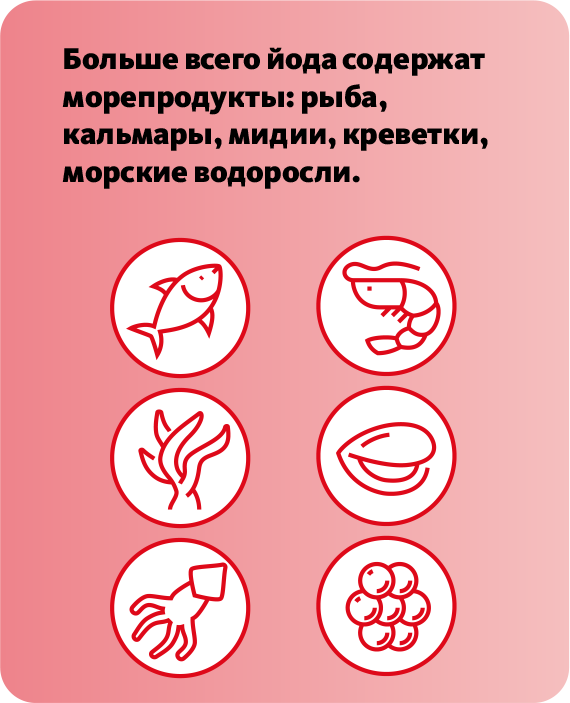 Больше всего йода содержат
морепродукты: рыба,
кальмары, мидии, креветки,
морские водоросли.